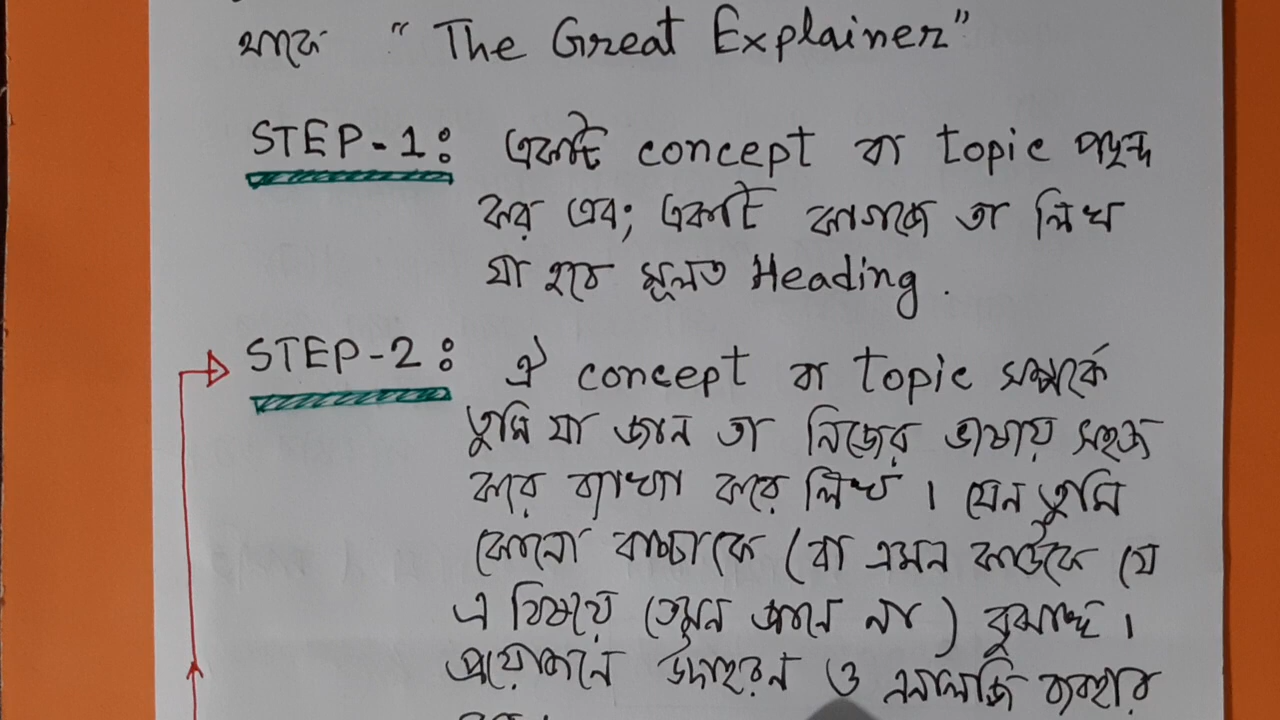 থাকে " The Great Explainer"
STEP-1: একটি concept বা topic পছন্দ
কর এবং একটি কাগজে তা লিখ
যা হবে মূলত Heading .
STEP-2: ঐ concept বা topic সম্পর্কে
তুমি যা জান তা নিজের ভাষায় সহজ
করে ব্যাখ্যা করে লিখ । যেন তুমি
কোনো বাচ্চাকে (বা এমন কাউকে যে
এ বিষয়ে তেমন জানে না ) বুঝাচ্ছ ।
প্রয়োজনে উদাহরন ও এনালজি ব্যবহার